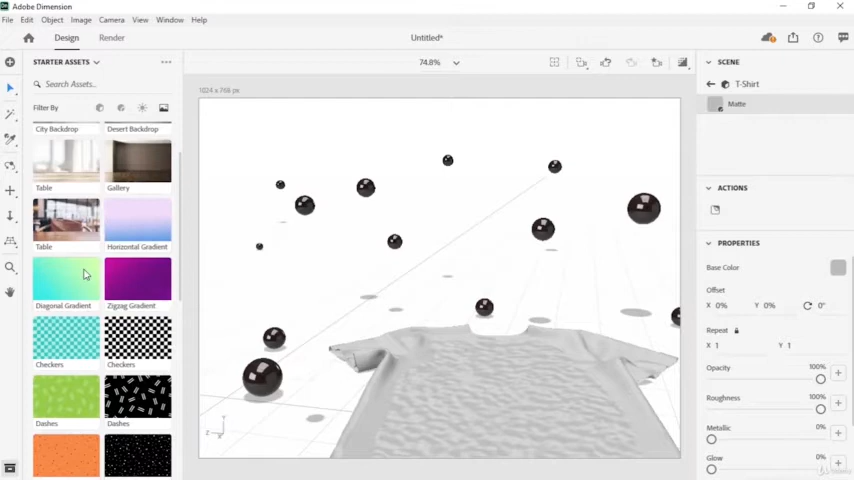 Dn Adobe Dimension
File Edit Object Image Camera View Window Help
Design Render Untitled*
STARTER ASSETS
Search Assets..
Filter By
City Backdrop Desert Backdrop
Table Gallery
Table Horizontal Gradient
Diagonal Gradient Zigzag Gradient
Checkers Checkers
Dashes Dashes
74.8%
1024 x 768 px
SCENE
T-Shirt
Matte
ACTIONS
PROPERTIES
Base Color
Offset
X 0% Y 0% 0°
Repeat
X 1 Y 1
Opacity 100%
Roughness 100%
Metallic 0%
Glow 0%